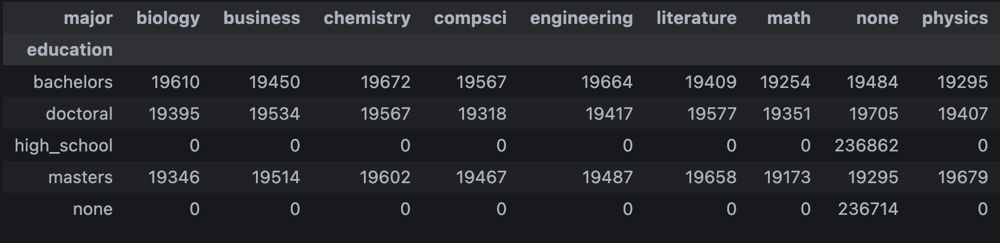 major biology business chemistry compsci engineering literature math none physics
education
bachelors 19610 19450 19672 19567 19664 19409 19254 19484 19295
doctoral 19395 19534 19567 19318 19417 19577 19351 19705 19407
high_school 0 0 0 0 0 0 0 236862 0
masters 19346 19514 19602 19467 19487 19658 19173 19295 19679
none 0 0 0 0 0 0 0 236714 0